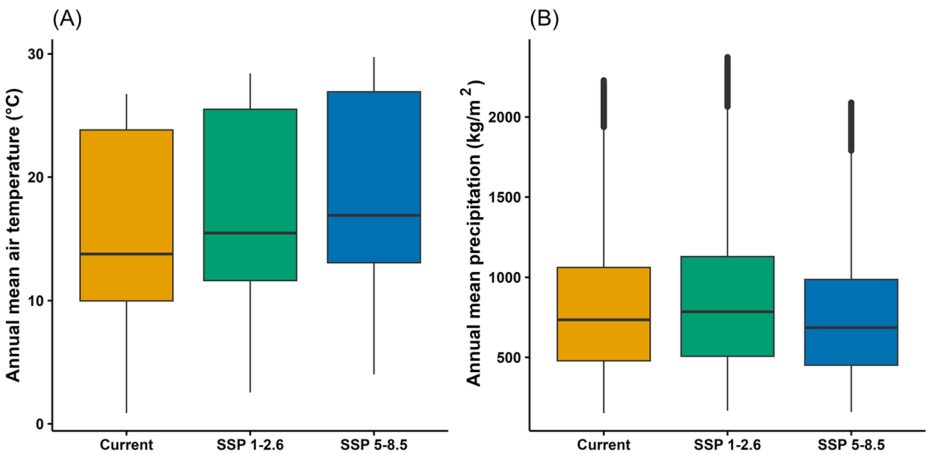 (A)
Annual mean air temperature (°C)
30
20
10
0
Current SSP 1-2.6 SSP 5-8.5
(B)
Annual mean precipitation (kg/m²)
2000
1500
1000
500
Current SSP 1-2.6 SSP 5-8.5